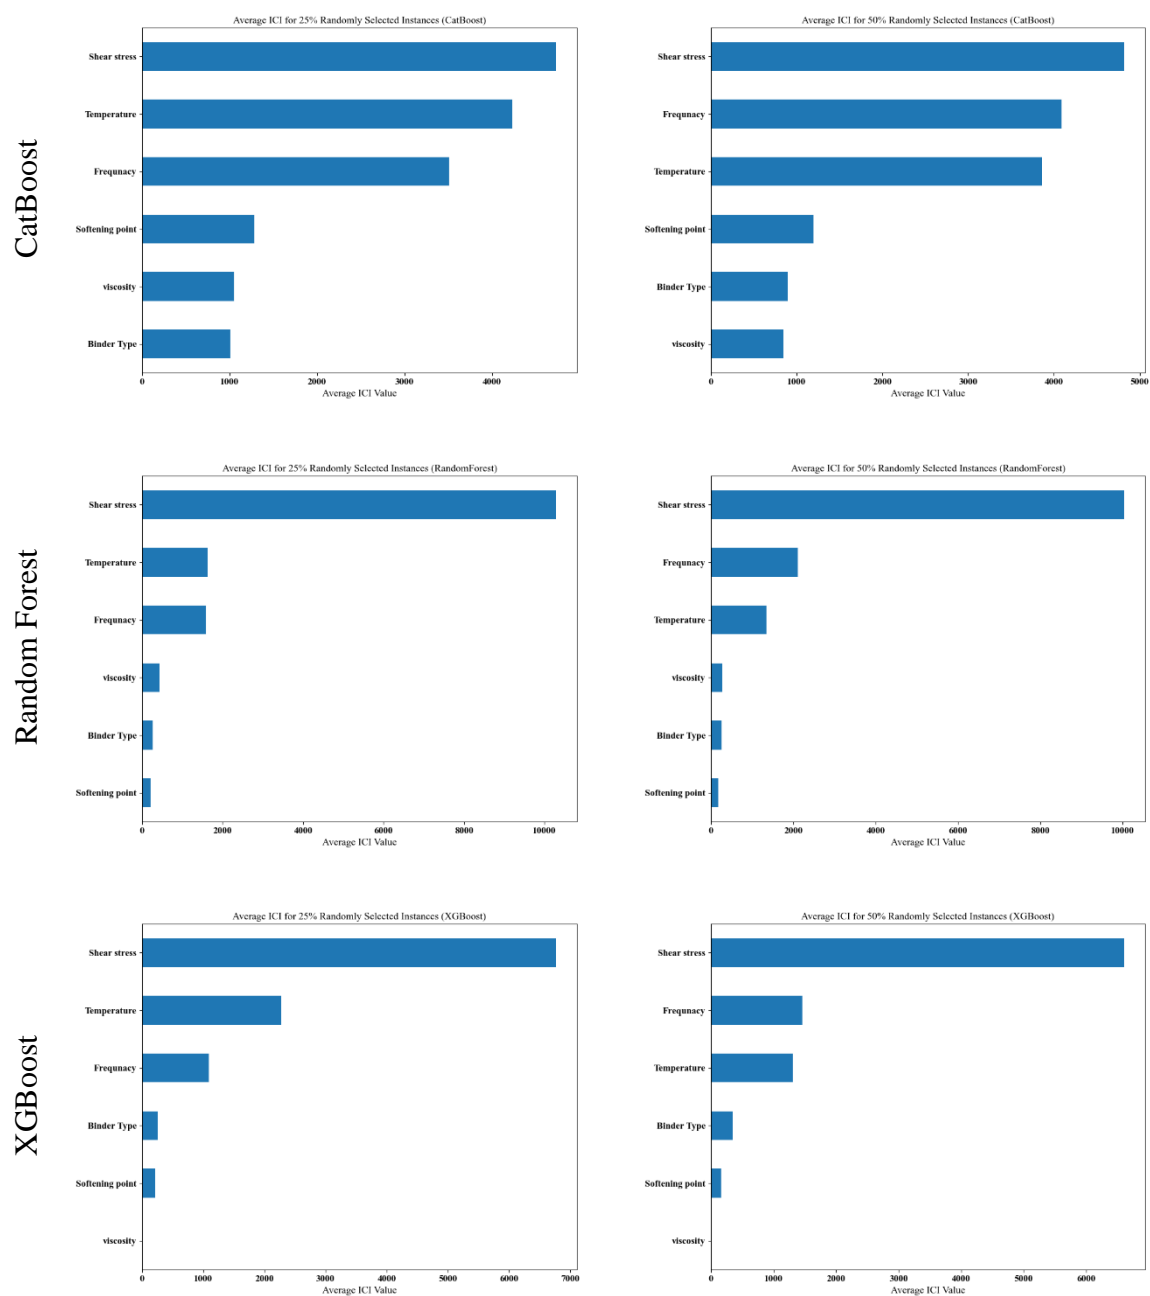 CatBoost
Average ICI for 25% Randomly Selected Instances (CatBoost)
Shear stress
Temperature
Frequnacy
Softening point
viscosity
Binder Type
0 1000 2000 3000 4000
Average ICI Value
Average ICI for 50% Randomly Selected Instances (CatBoost)
Shear stress
Frequnacy
Temperature
Softening point
Binder Type
viscosity
0 1000 2000 3000 4000 5000
Average ICI Value
Random Forest
Average ICI for 25% Randomly Selected Instances (RandomForest)
Shear stress
Temperature
Frequnacy
viscosity
Binder Type
Softening point
0 2000 4000 6000 8000 10000
Average ICI Value
Average ICI for 50% Randomly Selected Instances (RandomForest)
Shear stress
Frequnacy
Temperature
viscosity
Binder Type
Softening point
0 2000 4000 6000 8000 10000
Average ICI Value
XGBoost
Average ICI for 25% Randomly Selected Instances (XGBoost)
Shear stress
Temperature
Frequnacy
Binder Type
Softening point
viscosity
0 1000 2000 3000 4000 5000 6000 7000
Average ICI Value
Average ICI for 50% Randomly Selected Instances (XGBoost)
Shear stress
Frequnacy
Temperature
Binder Type
Softening point
viscosity
0 1000 2000 3000 4000 5000 6000
Average ICI Value